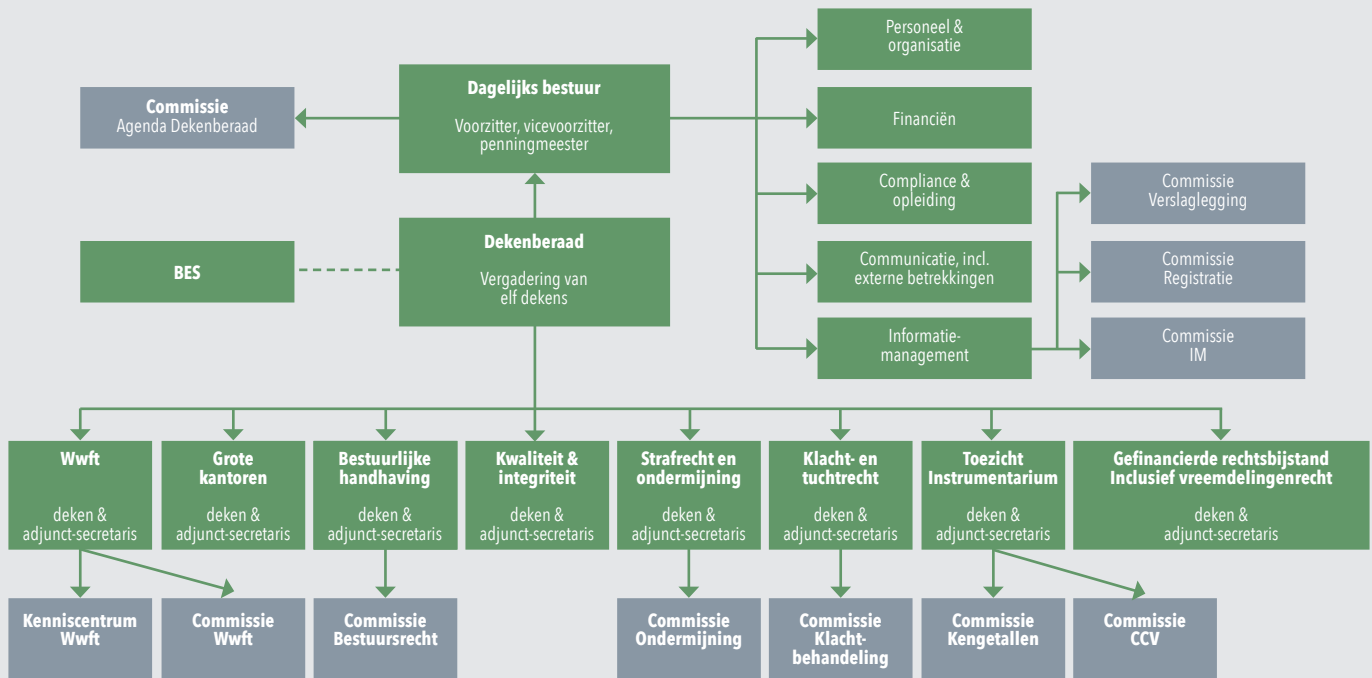 Personeel &
organisatie
Dagelijks bestuur
Voorzitter, vicevoorzitter,
penningmeester
Commissie
Agenda Dekenberaad
Financiën
Compliance &
opleiding
Commissie
Verslaglegging
Dekenberaad
Vergadering van
elf dekens
BES
Communicatie, incl.
externe betrekkingen
Commissie
Registratie
Informatie-
management
Commissie
IM
Wwft
deken &
adjunct-secretaris
Grote
kantoren
deken &
adjunct-secretaris
Bestuurlijke
handhaving
deken &
adjunct-secretaris
Kwaliteit &
integriteit
deken &
adjunct-secretaris
Strafrecht en
ondermijning
deken &
adjunct-secretaris
Klacht- en
tuchtrecht
deken &
adjunct-secretaris
Toezicht
Instrumentarium
deken &
adjunct-secretaris
Gefinancierde rechtsbijstand
Inclusief vreemdelingenrecht
deken &
adjunct-secretaris
Kenniscentrum
Wwft
Commissie
Wwft
Commissie
Bestuursrecht
Commissie
Ondermijning
Commissie
Klacht-
behandeling
Commissie
Kengetallen
Commissie
CCV